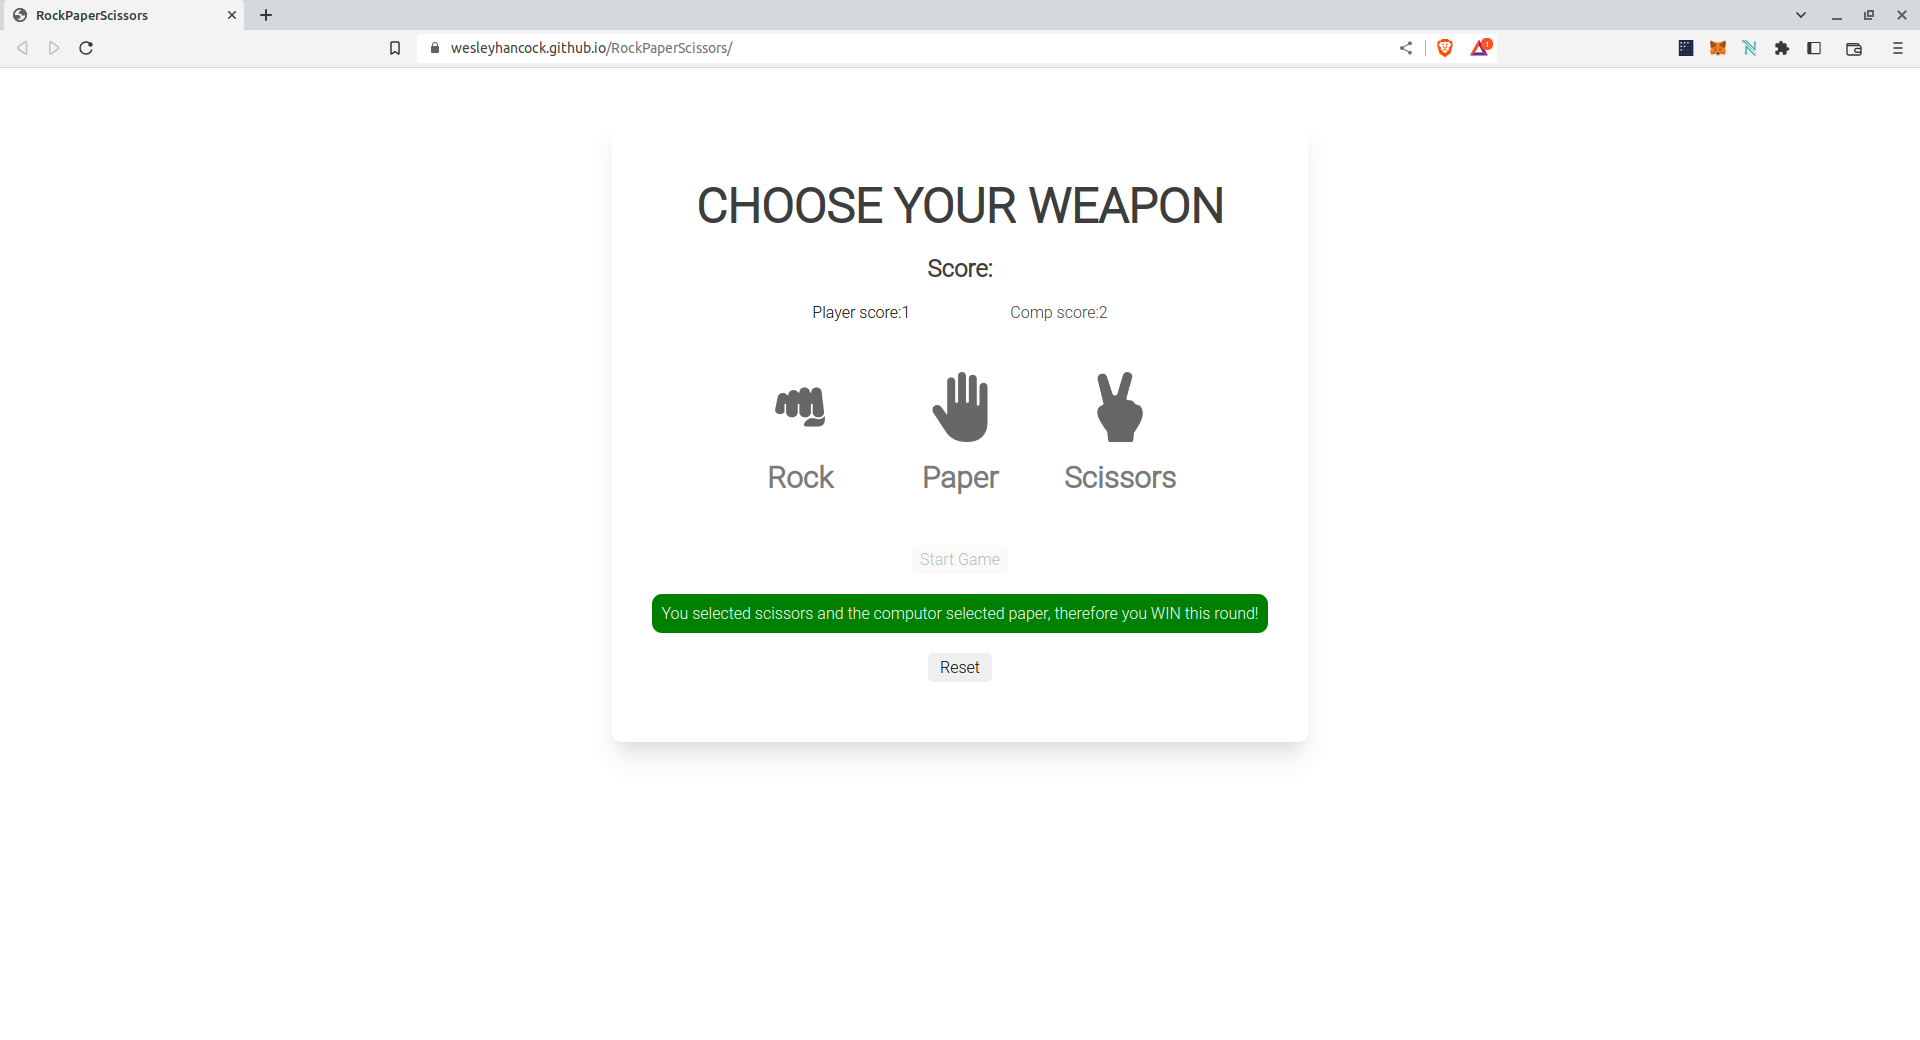 RockPaperScissors
wesleyhancock.github.io/RockPaperScissors/
1
CHOOSE YOUR WEAPON
Score:
Player score:1 Comp score:2
Rock Paper Scissors
Start Game
You selected scissors and the computor selected paper, therefore you WIN this round!
Reset